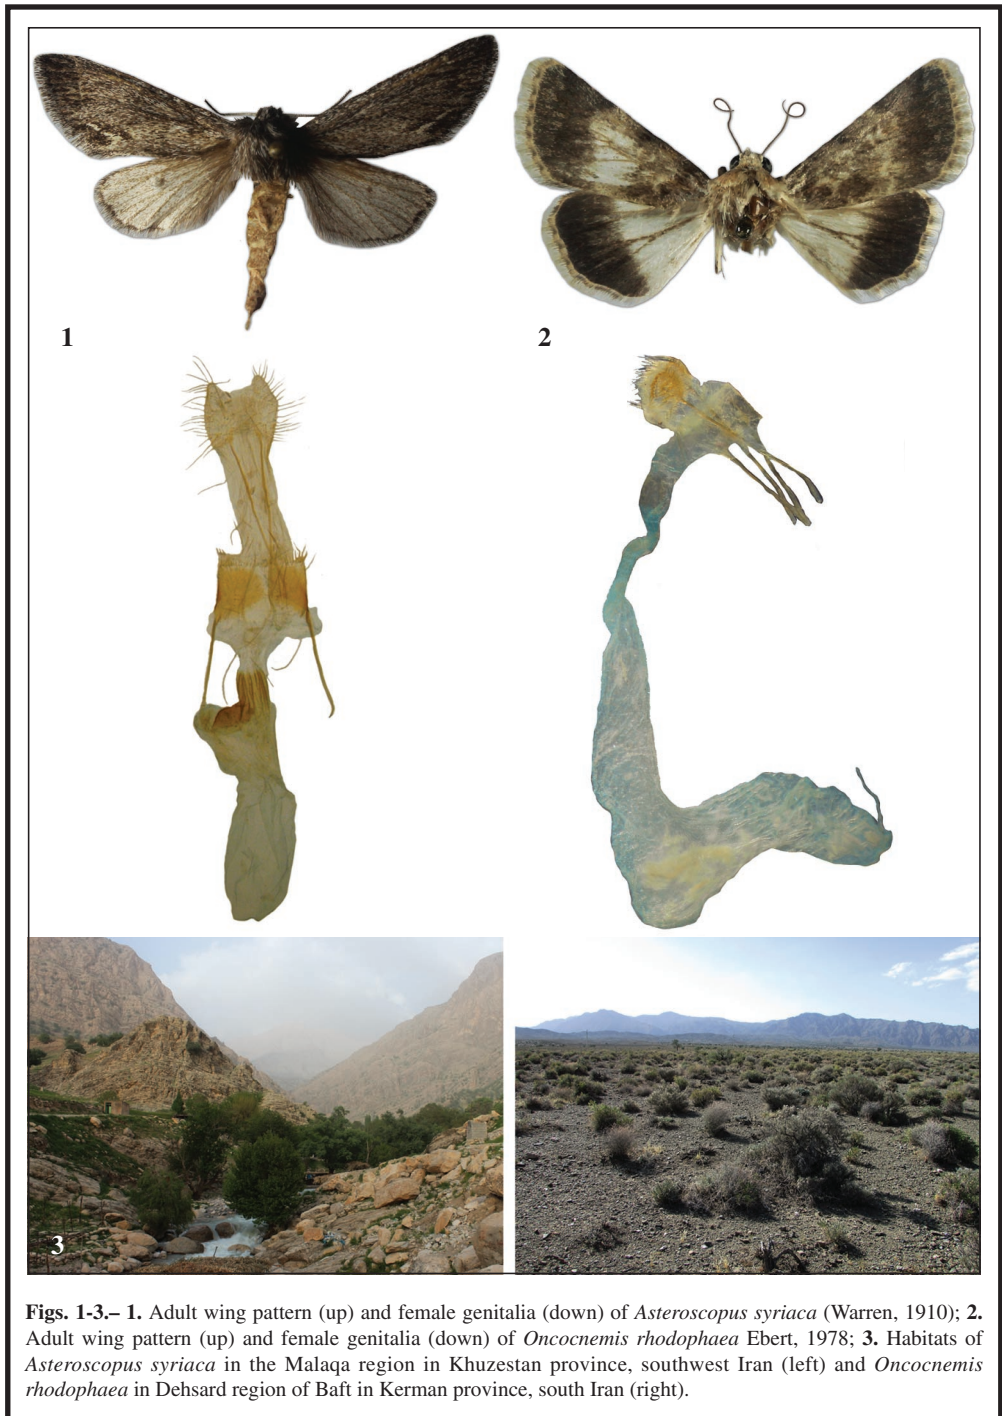 1
2
3
Figs. 1-3.– 1. Adult wing pattern (up) and female genitalia (down) of Asteroscopus syriaca (Warren, 1910); 2.
Adult wing pattern (up) and female genitalia (down) of Oncocnemis rhodophaea Ebert, 1978; 3. Habitats of
Asteroscopus syriaca in the Malaqa region in Khuzestan province, southwest Iran (left) and Oncocnemis
rhodophaea in Dehsard region of Baft in Kerman province, south Iran (right).